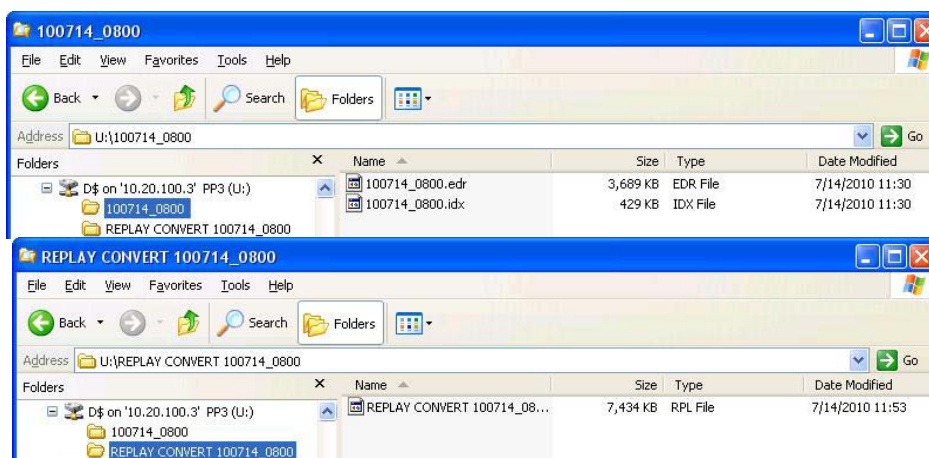 100714_0800
File Edit View Favorites Tools Help
Back Search Folders
Address U:\100714_0800 Go
Folders x Name Size Type Date Modified
D$ on '10.20.100.3' PP3 (U:) 100714_0800.edr 3,689 KB EDR File 7/14/2010 11:30
100714_0800 100714_0800.idx 429 KB IDX File 7/14/2010 11:30
REPLAY CONVERT 100714_0800
REPLAY CONVERT 100714_0800
File Edit View Favorites Tools Help
Back Search Folders
Address U:\REPLAY CONVERT 100714_0800 Go
Folders x Name Size Type Date Modified
D$ on '10.20.100.3' PP3 (U:) REPLAY CONVERT 100714_08... 7,434 KB RPL File 7/14/2010 11:53
100714_0800
REPLAY CONVERT 100714_0800